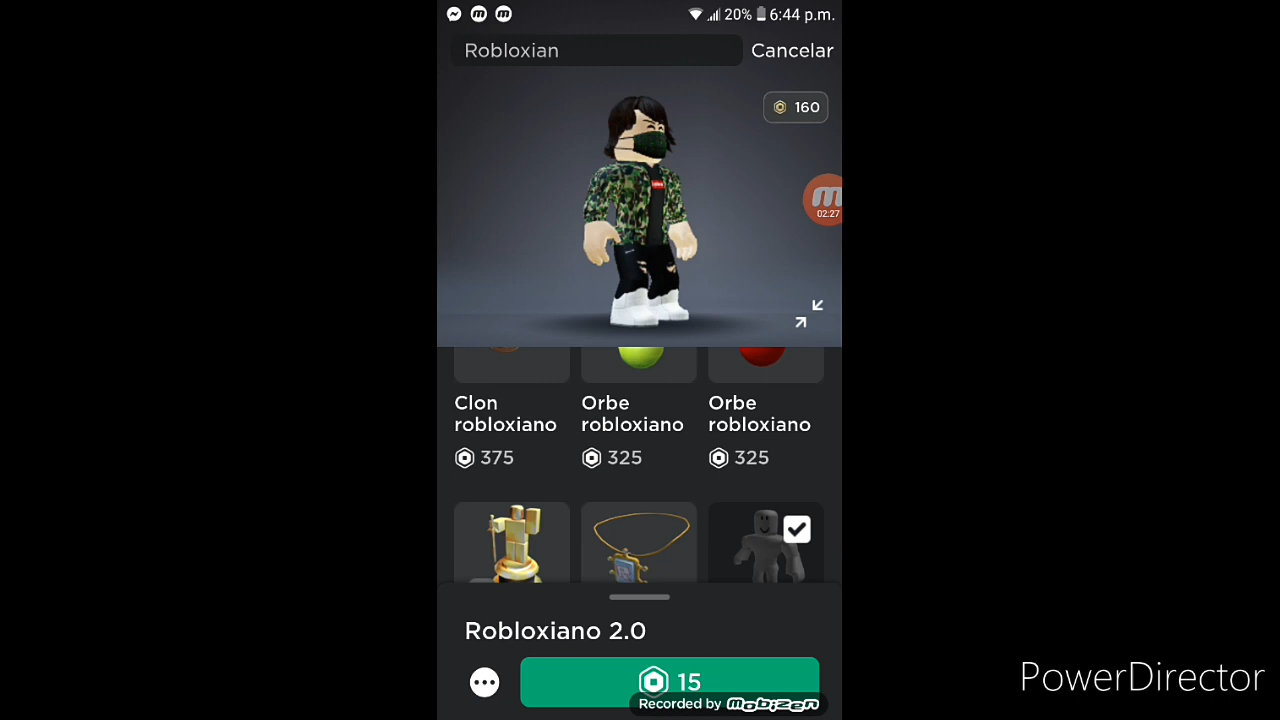 20% 6:44 p.m.
Robloxian Cancelar
160
02:27
Clon
robloxiano
375
Orbe
robloxiano
325
Orbe
robloxiano
325
Robloxiano 2.0
15
Recorded by mobizen
PowerDirector